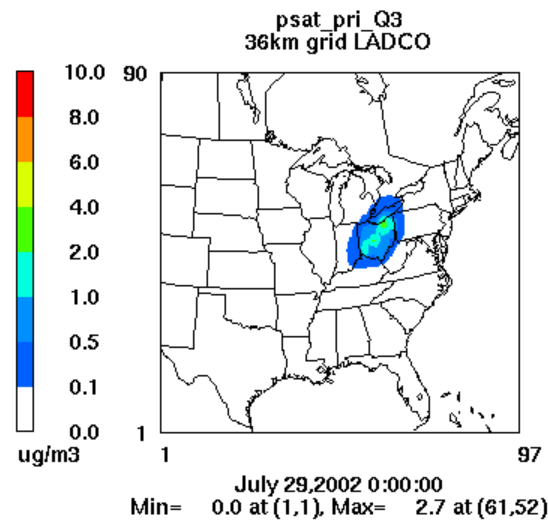 psat_pri_Q3
36km grid LADCO
10.0
8.0
6.0
4.0
2.0
1.0
0.5
0.1
0.0
ug/m3
90
1
1
97
July 29,2002 0:00:00
Min= 0.0 at (1,1), Max= 2.7 at (61,52)